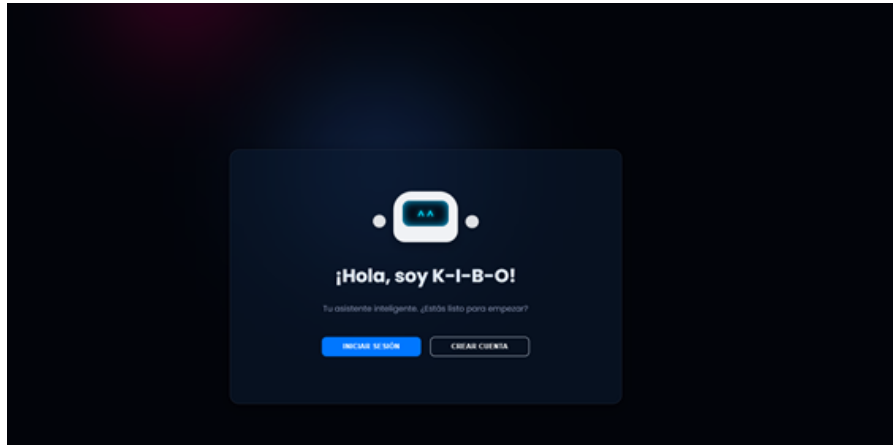 ¡Hola, soy K-I-B-O!
Tu asistente inteligente. ¿Estás listo para empezar?
INICIAR SESIÓN
CREAR CUENTA